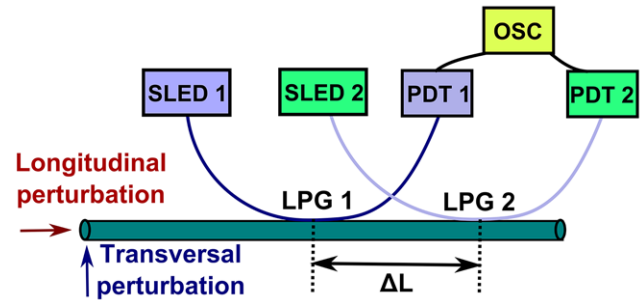 OSC
SLED 1
SLED 2
PDT 1
PDT 2
Longitudinal
perturbation
LPG 1
LPG 2
Transversal
perturbation
ΔL